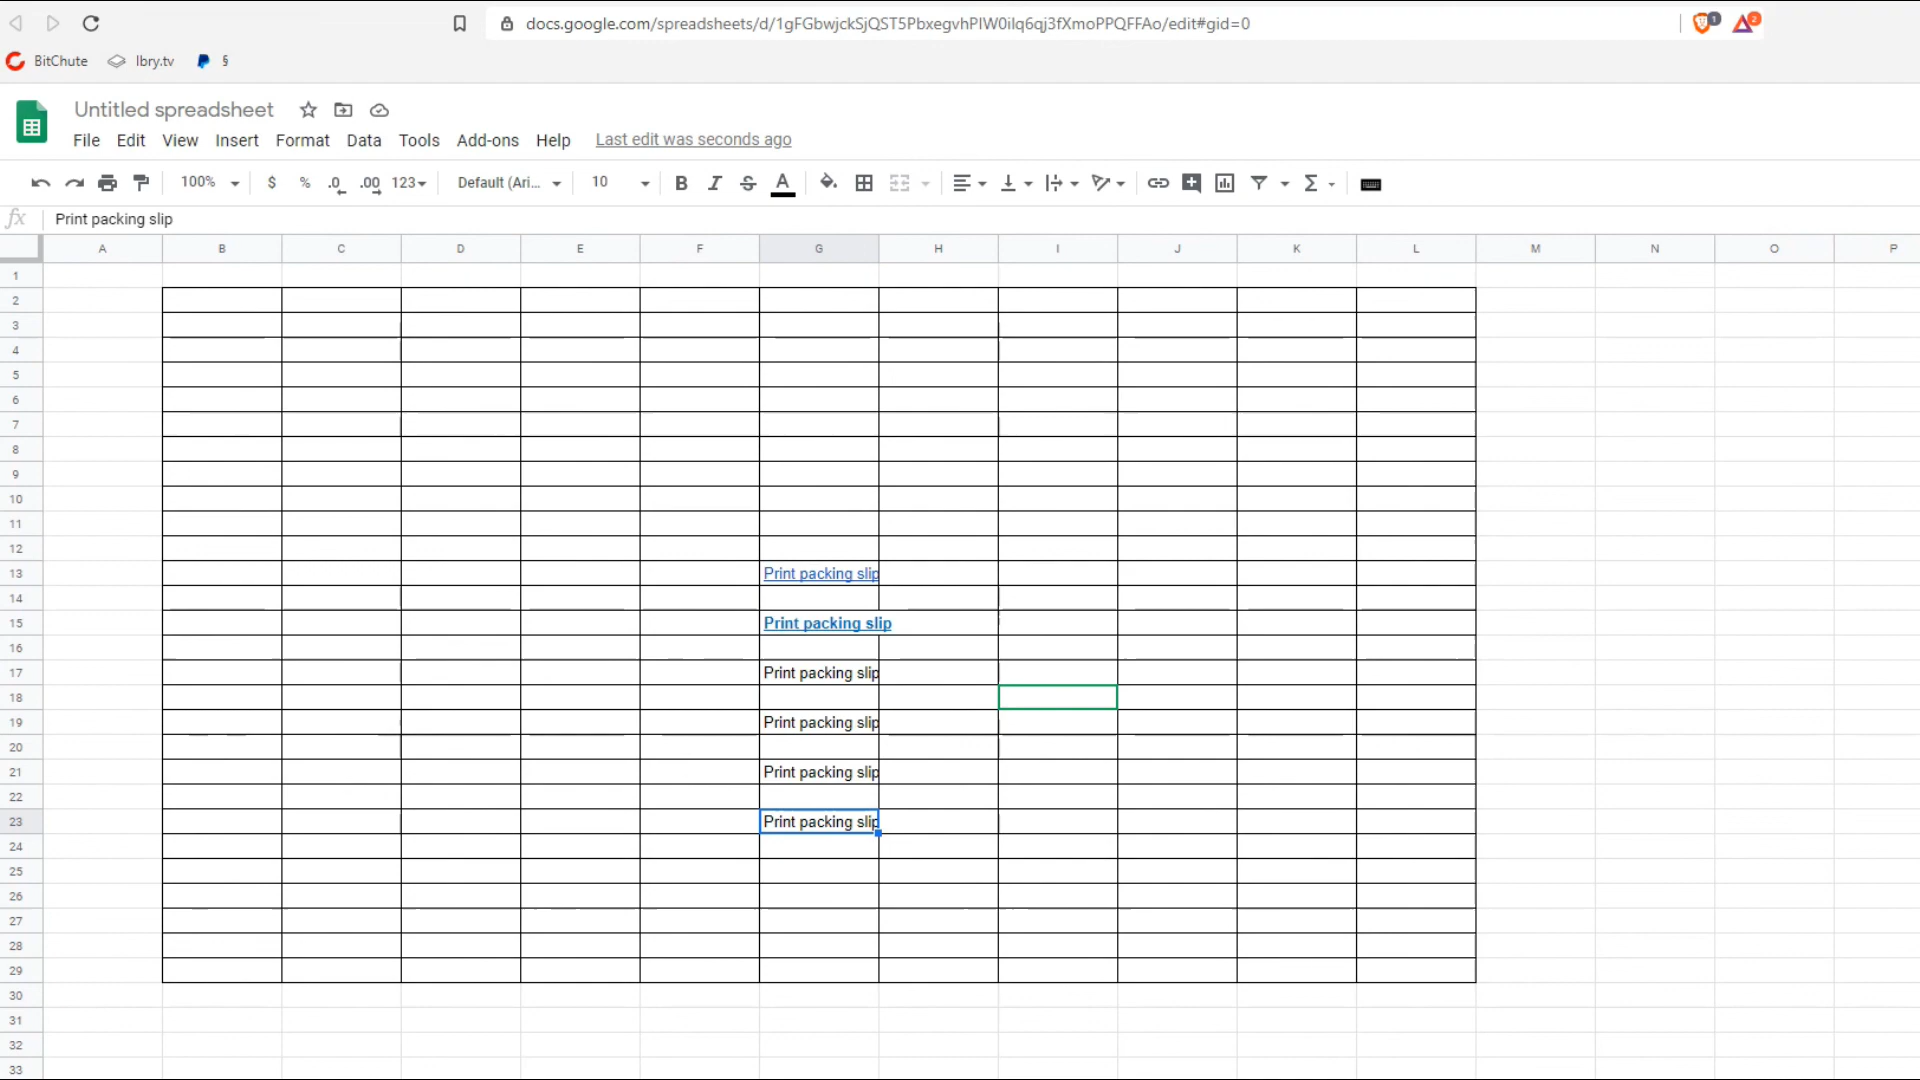 docs.google.com/spreadsheets/d/1gFGbwjckSjQST5PbxegvhPlW0ilq6qj3fXmoPPQFFAo/edit#gid=0
1
2
BitChute
lbry.tv
§
Untitled spreadsheet
File Edit View Insert Format Data Tools Add-ons Help Last edit was seconds ago
100% $ % .0 .00 123 Default (Ari... 10 B I S A
fx Print packing slip
A B C D E F G H I J K L M N O P
1
2
3
4
5
6
7
8
9
10
11
12
13 Print packing slip
14
15 Print packing slip
16
17 Print packing slip
18
19 Print packing slip
20
21 Print packing slip
22
23 Print packing slip
24
25
26
27
28
29
30
31
32
33